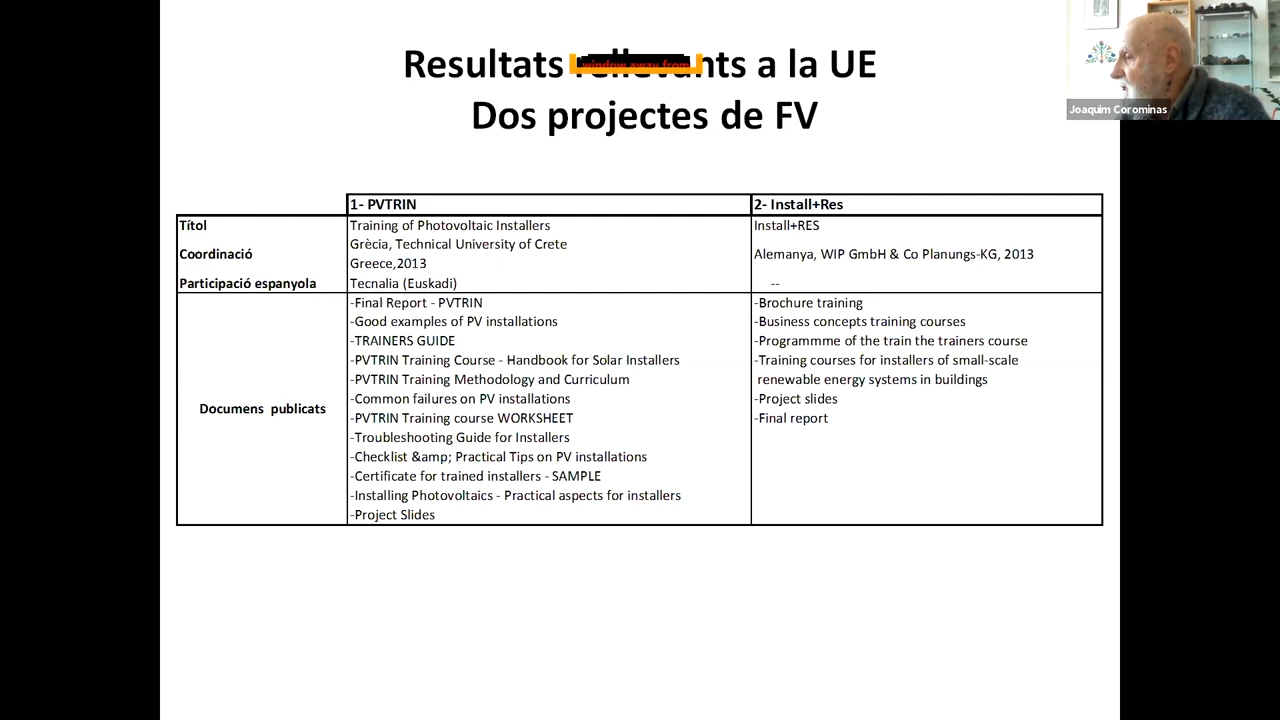 Resultats rellevants a la UE
window away from
Dos projectes de FV
Joaquim Corominas
1- PVTRIN
2- Install+Res
Títol
Training of Photovoltaic Installers
Install+RES
Coordinació
Grècia, Technical University of Crete
Greece,2013
Alemanya, WIP GmbH & Co Planungs-KG, 2013
Participació espanyola
Tecnalia (Euskadi)
--
Documens publicats
-Final Report - PVTRIN
-Good examples of PV installations
-TRAINERS GUIDE
-PVTRIN Training Course - Handbook for Solar Installers
-PVTRIN Training Methodology and Curriculum
-Common failures on PV installations
-PVTRIN Training course WORKSHEET
-Troubleshooting Guide for Installers
-Checklist &amp; Practical Tips on PV installations
-Certificate for trained installers - SAMPLE
-Installing Photovoltaics - Practical aspects for installers
-Project Slides
-Brochure training
-Business concepts training courses
-Programmme of the train the trainers course
-Training courses for installers of small-scale
renewable energy systems in buildings
-Project slides
-Final report